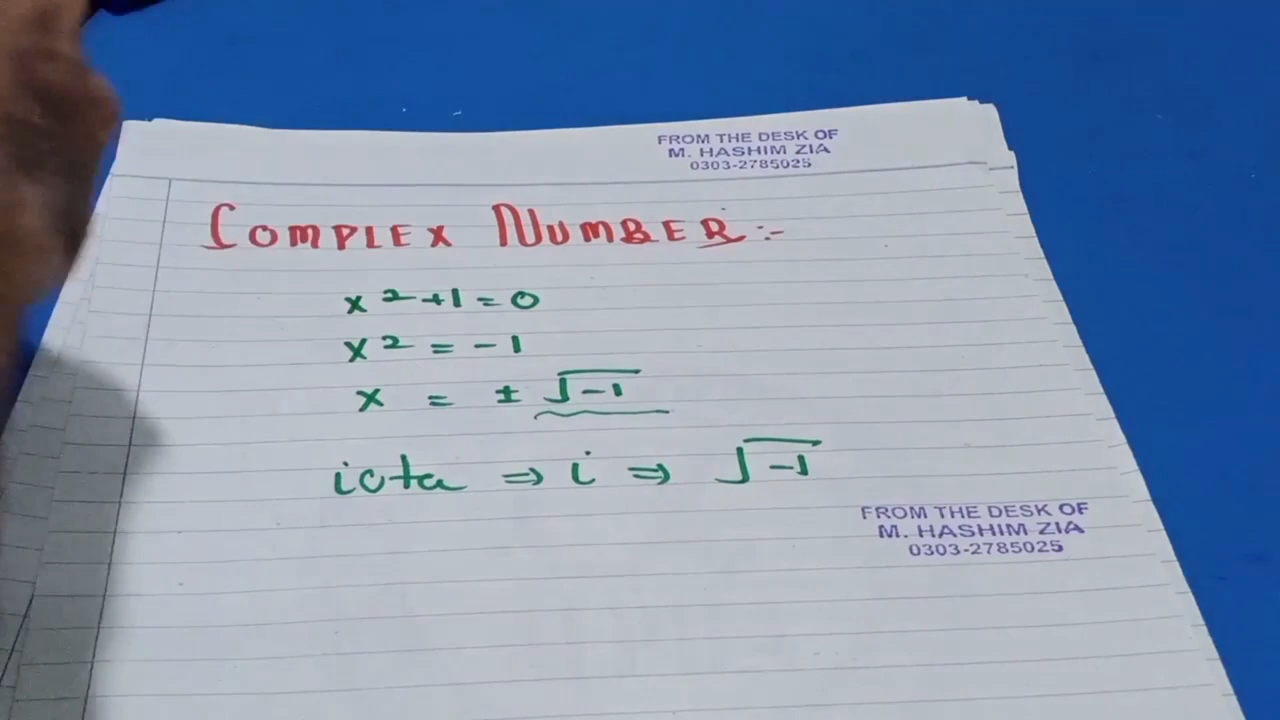 FROM THE DESK OF
M. HASHIM ZIA
0303-2785025
COMPLEX NUMBER :-
x² + 1 = 0
x² = -1
x = ± √-1
iota ⇒ i ⇒ √-1
FROM THE DESK OF
M. HASHIM ZIA
0303-2785025